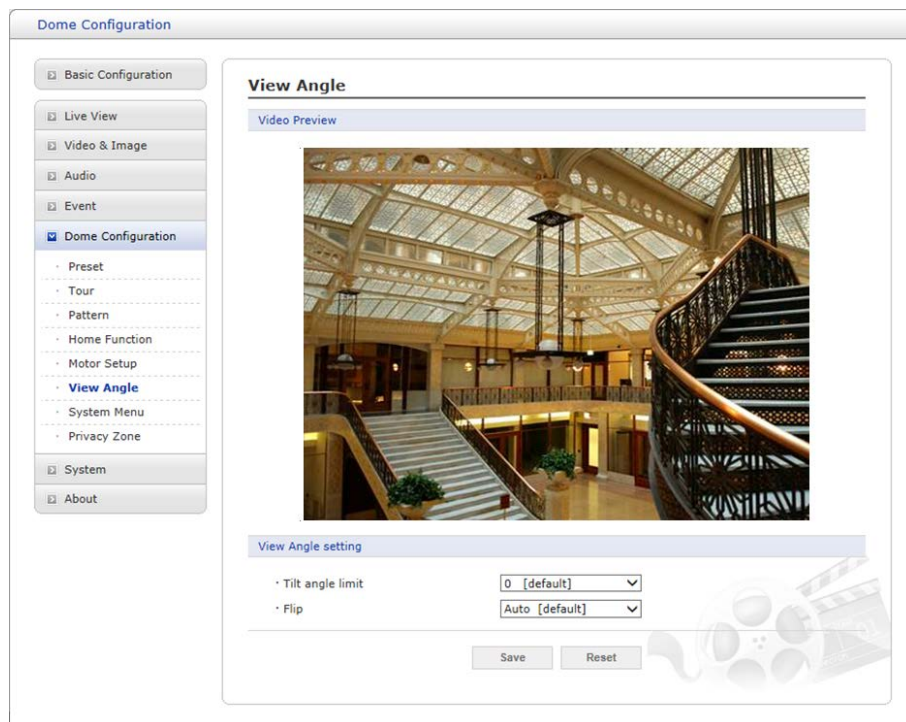 Dome Configuration
Basic Configuration
Live View
Video & Image
Audio
Event
Dome Configuration
· Preset
· Tour
· Pattern
· Home Function
· Motor Setup
· View Angle
· System Menu
· Privacy Zone
System
About
View Angle
Video Preview
View Angle setting
· Tilt angle limit
0 [default]
· Flip
Auto [default]
Save Reset